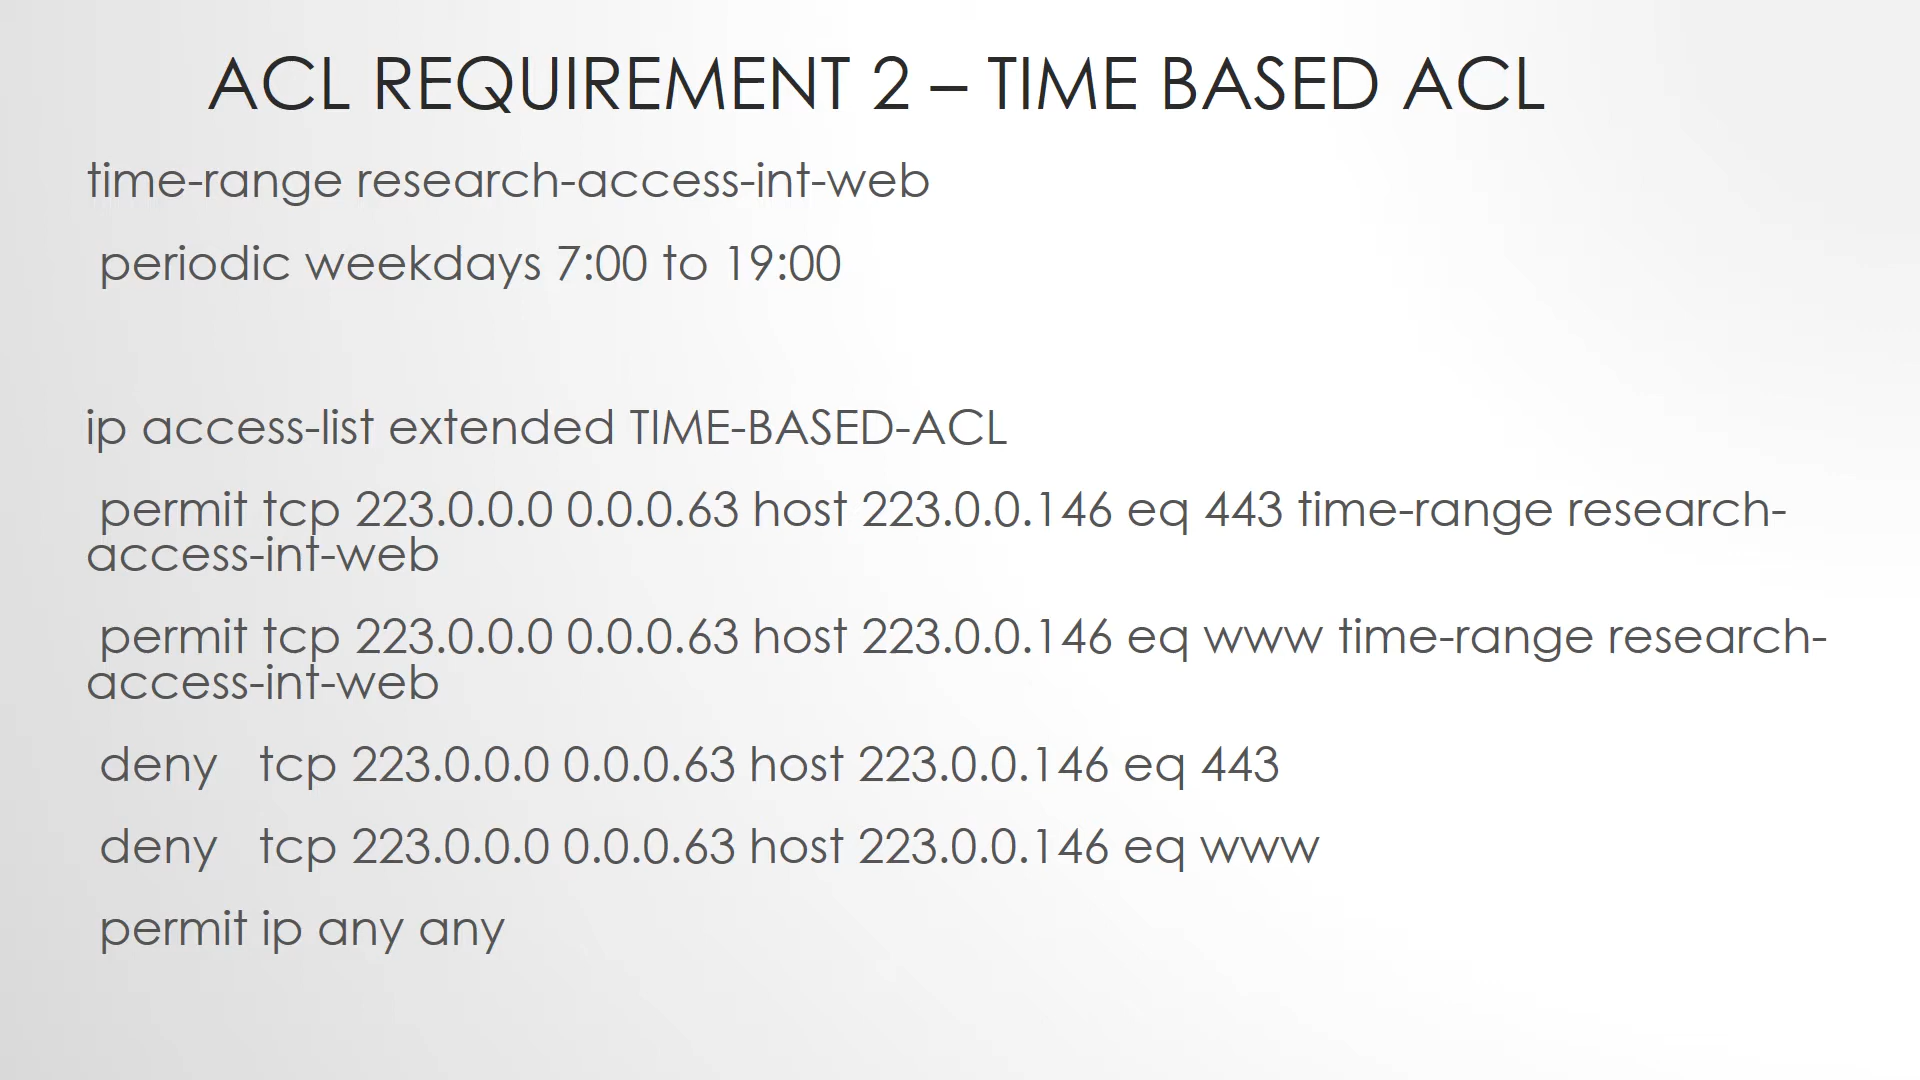 ACL REQUIREMENT 2 – TIME BASED ACL
time-range research-access-int-web
periodic weekdays 7:00 to 19:00
ip access-list extended TIME-BASED-ACL
permit tcp 223.0.0.0 0.0.0.63 host 223.0.0.146 eq 443 time-range research-
access-int-web
permit tcp 223.0.0.0 0.0.0.63 host 223.0.0.146 eq www time-range research-
access-int-web
deny   tcp 223.0.0.0 0.0.0.63 host 223.0.0.146 eq 443
deny   tcp 223.0.0.0 0.0.0.63 host 223.0.0.146 eq www
permit ip any any